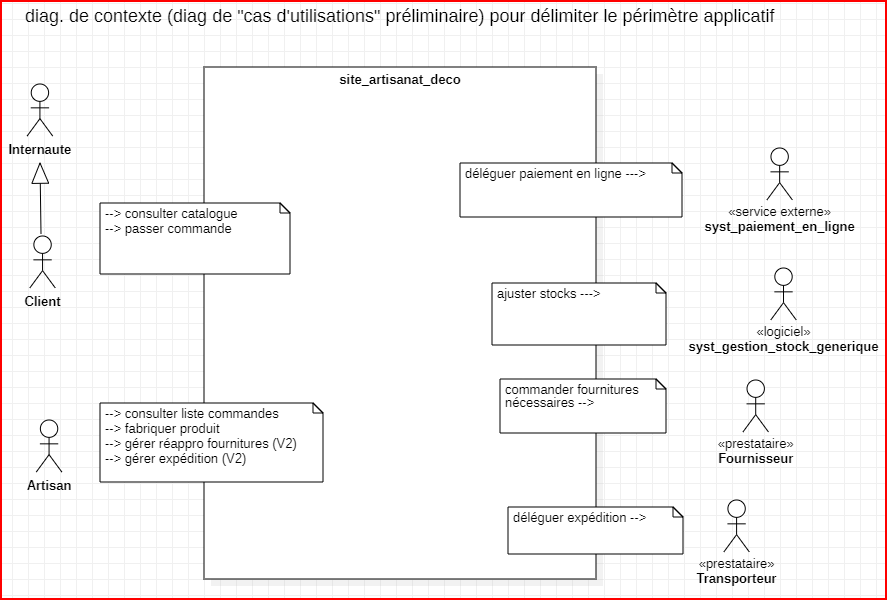 diag. de contexte (diag de "cas d'utilisations" préliminaire) pour délimiter le périmètre applicatif
site_artisanat_deco
Internaute
déléguer paiement en ligne --->
«service externe»
syst_paiement_en_ligne
--> consulter catalogue
--> passer commande
Client
ajuster stocks --->
«logiciel»
syst_gestion_stock_generique
commander fournitures
nécessaires -->
«prestataire»
Fournisseur
--> consulter liste commandes
--> fabriquer produit
--> gérer réappro fournitures (V2)
--> gérer expédition (V2)
Artisan
déléguer expédition -->
«prestataire»
Transporteur